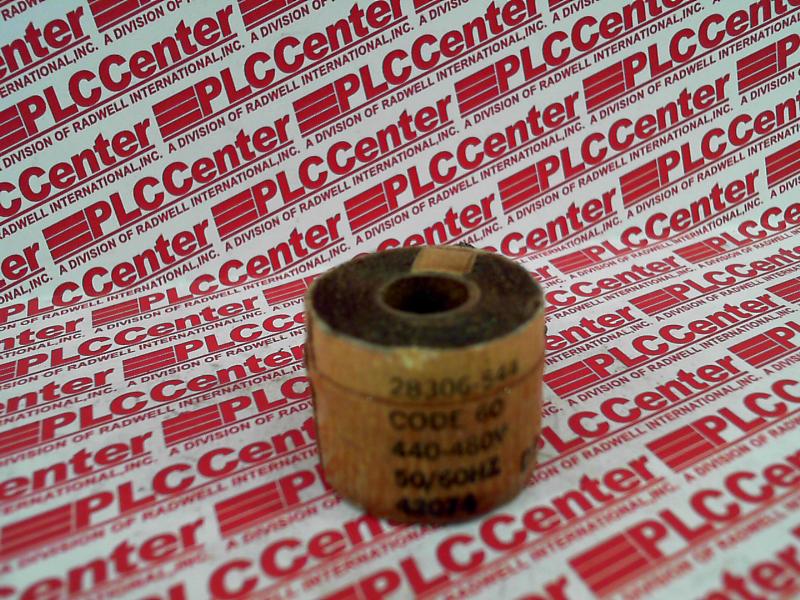 PLCCenter
A DIVISION OF RADWELL INTERNATIONAL,INC.
28306-544
CODE 60
440-480V
50/60HZ